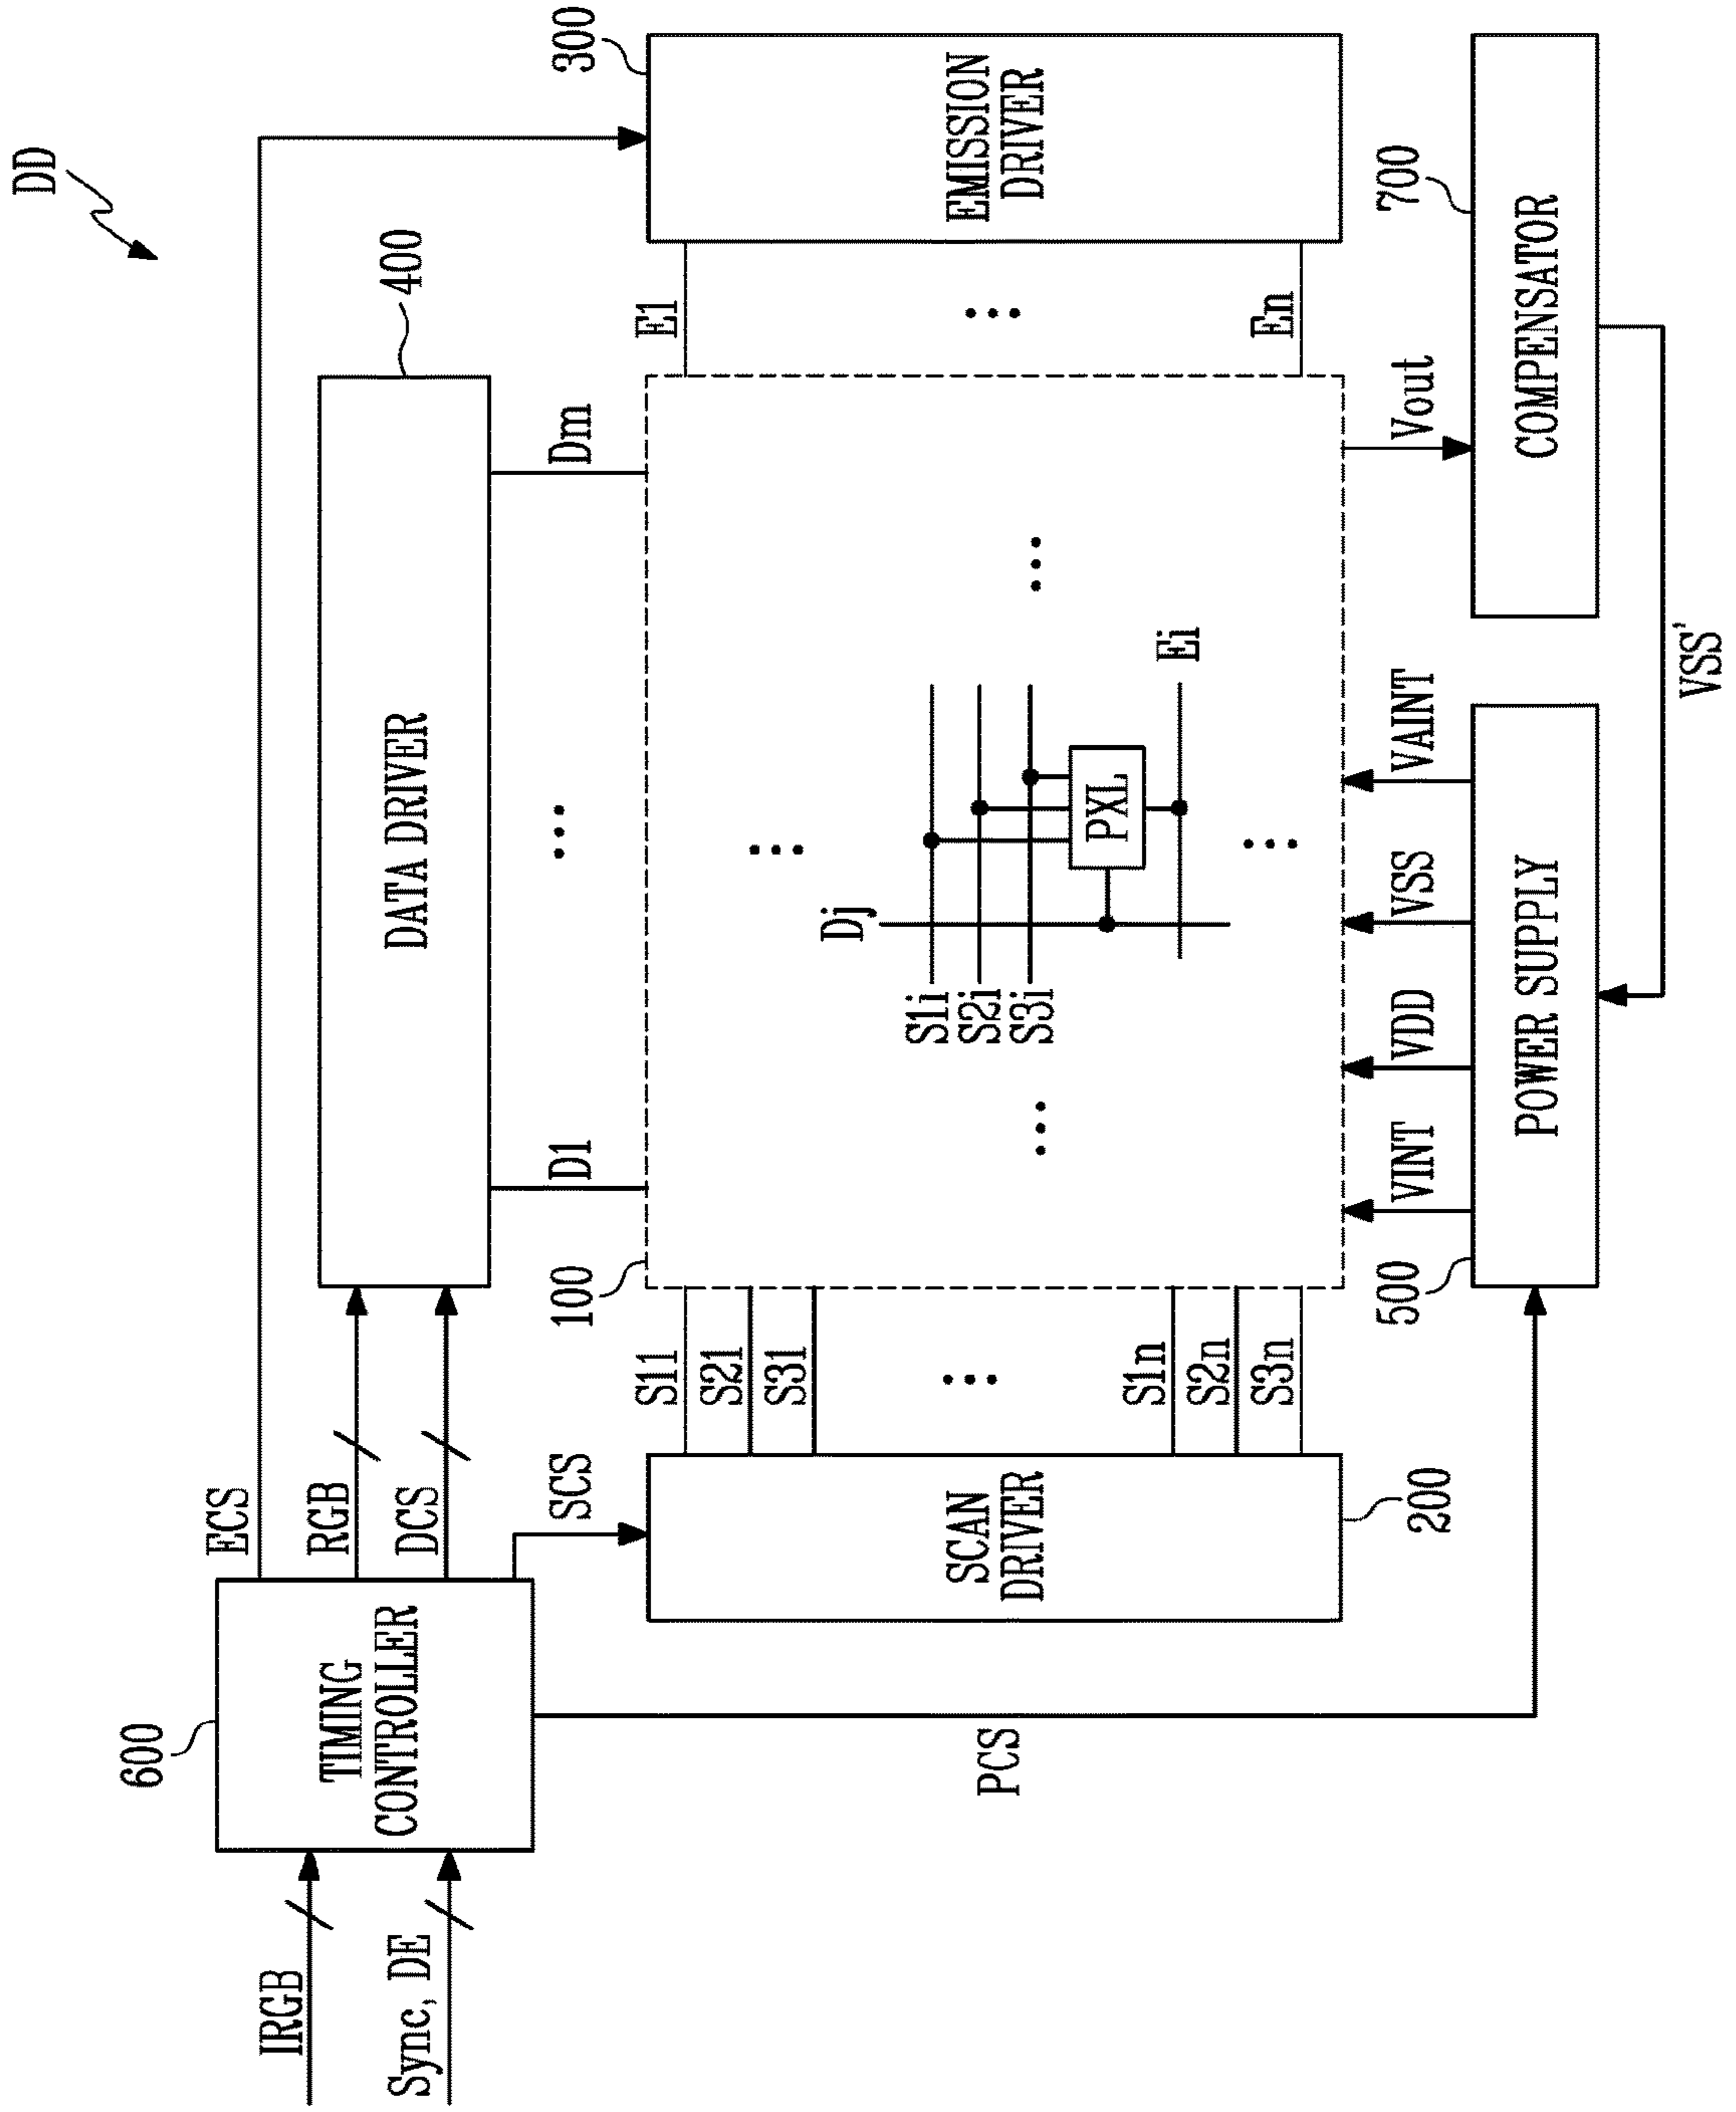 DD
600
TIMING
CONTROLLER
IRGB
Sync, DE
ECS
RGB
DCS
SCS
PCS
400
DATA DRIVER
D1
...
Dm
300
EMISSION
DRIVER
E1
...
En
200
SCAN
DRIVER
S11
S21
S31
...
S1n
S2n
S3n
100
...
Dj
S1i
S2i
S3i
...
PXL
...
Ei
...
VINT
VDD
VSS
VAINT
Vout
500
POWER SUPPLY
700
COMPENSATOR
VSS'